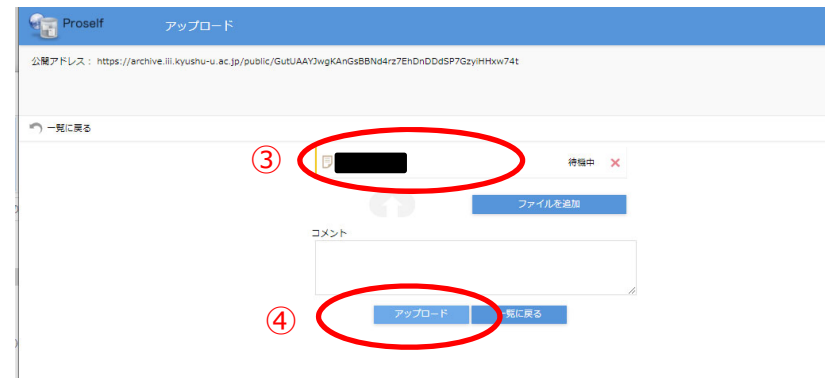 Proself アップロード
公開アドレス : https://archive.iii.kyushu-u.ac.jp/public/GutUAAYJwgKAnGsBBNd4rz7EhDnDDdSP7GzyiHHxw74t
一覧に戻る
③ 待機中
ファイルを追加
コメント
④ アップロード 一覧に戻る